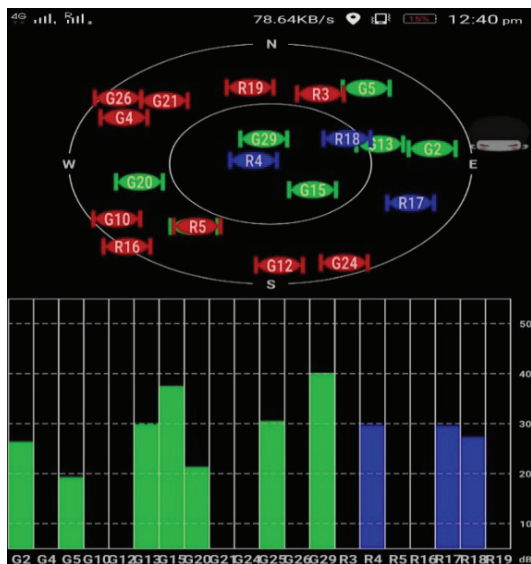 4G R 78.64KB/s 15% 12:40 pm
N
G26 G21 R19 R3 G5
G4
G29 R18 G13 G2
W R4 E
G20 G15
R17
G10 R5
R16
G12 G24
S
50
40
30
20
G2 G4 G5 G10 G12 G13 G15 G20 G21 G24 G25 G26 G29 R3 R4 R5 R16 R17 R18 R19 dB